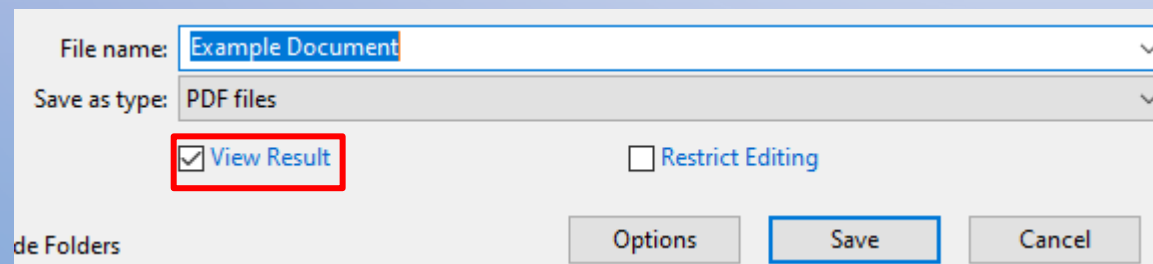 File name: Example Document
Save as type: PDF files
View Result Restrict Editing
de Folders Options Save Cancel